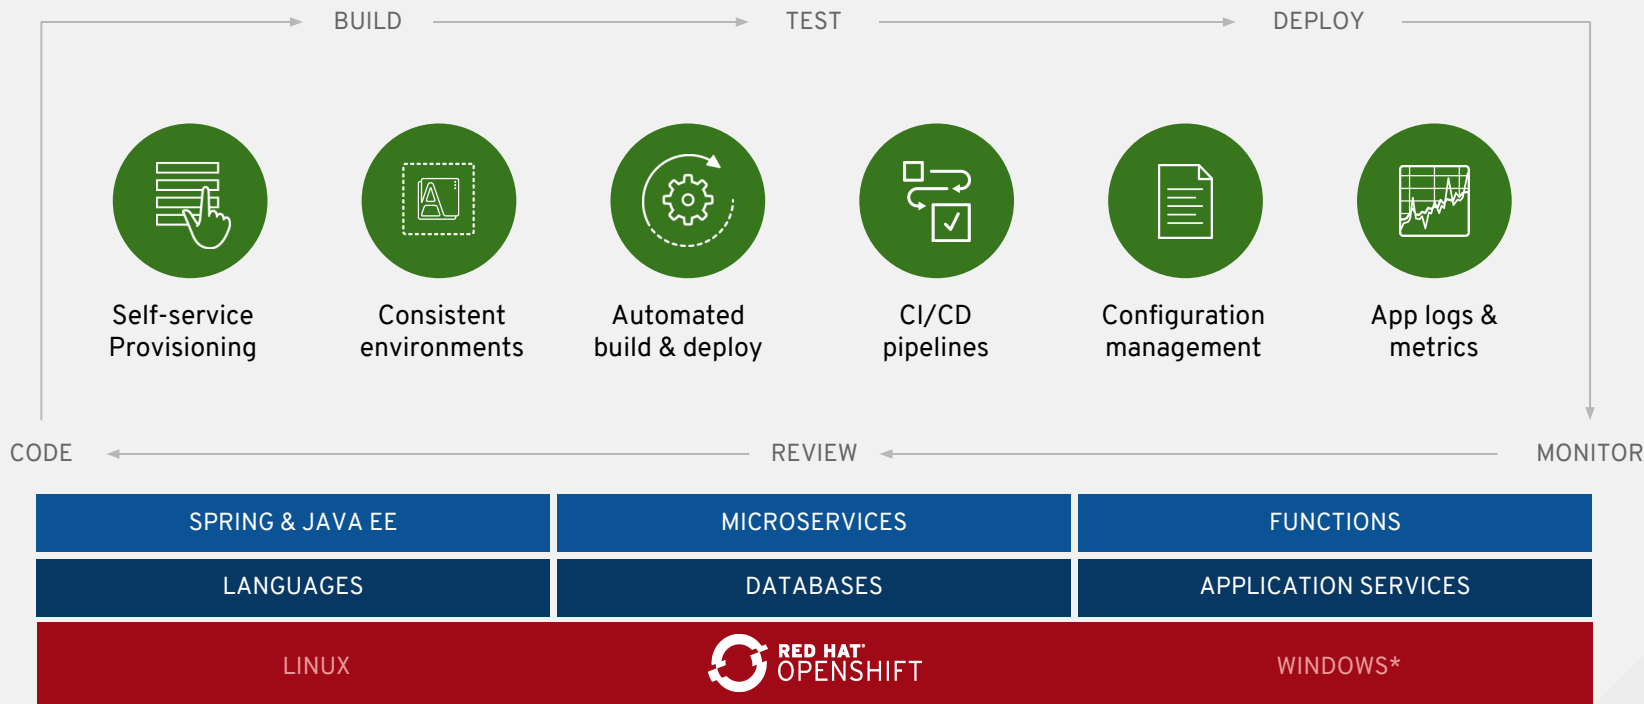 BUILD
TEST
DEPLOY
Self-service
Provisioning
Consistent
environments
Automated
build & deploy
CI/CD
pipelines
Configuration
management
App logs &
metrics
CODE
REVIEW
MONITOR
SPRING & JAVA EE
MICROSERVICES
FUNCTIONS
LANGUAGES
DATABASES
APPLICATION SERVICES
LINUX
RED HAT®
OPENSHIFT
WINDOWS*